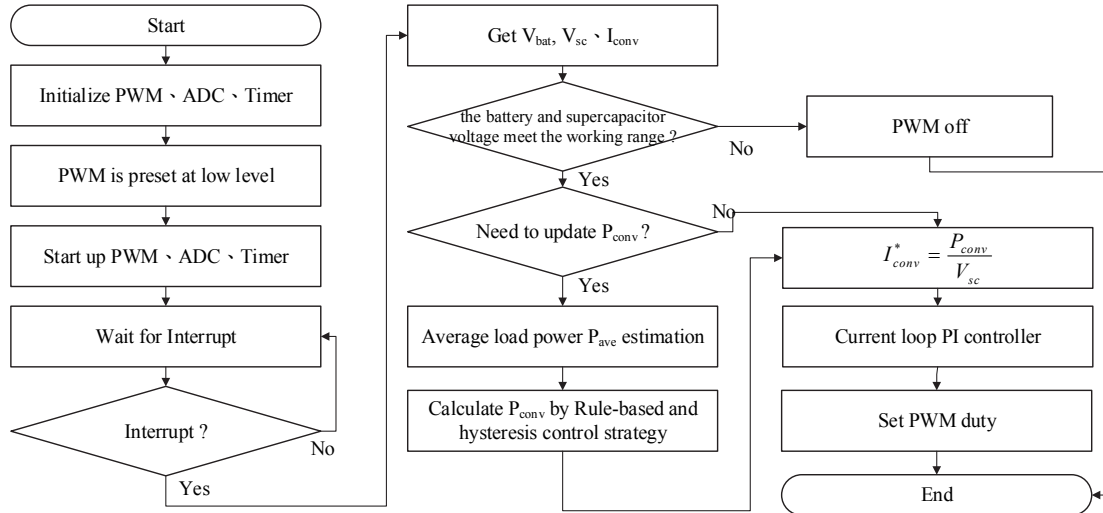 Start
Initialize PWM、ADC、Timer
PWM is preset at low level
Start up PWM、ADC、Timer
Wait for Interrupt
Interrupt ?
No
Yes
Get V_bat, V_sc、I_conv
the battery and supercapacitor
voltage meet the working range ?
No
Yes
PWM off
Need to update P_conv ?
No
Yes
Average load power P_ave estimation
Calculate P_conv by Rule-based and
hysteresis control strategy
I*_conv = P_conv / V_sc
Current loop PI controller
Set PWM duty
End